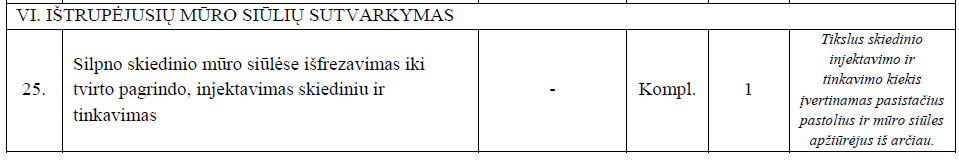 VI. IŠTRUPĖJUSIŲ MŪRO SIŪLIŲ SUTVARKYMAS
25.
Silpno skiedinio mūro siūlėse išfrezavimas iki
tvirto pagrindo, injektavimas skiediniu ir
tinkavimas
-
Kompl.
1
Tikslus skiedinio
injektavimo ir
tinkavimo kiekis
įvertinamas pasistačius
pastolius ir mūro siūles
apžiūrėjus iš arčiau.